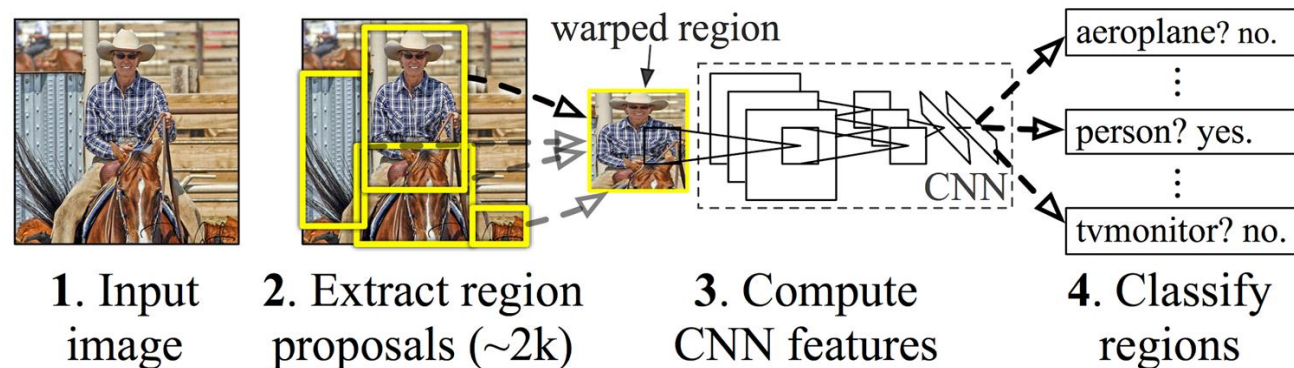 warped region
aeroplane? no.
⋮
person? yes.
CNN
⋮
tvmonitor? no.
1. Input
image
2. Extract region
proposals (~2k)
3. Compute
CNN features
4. Classify
regions